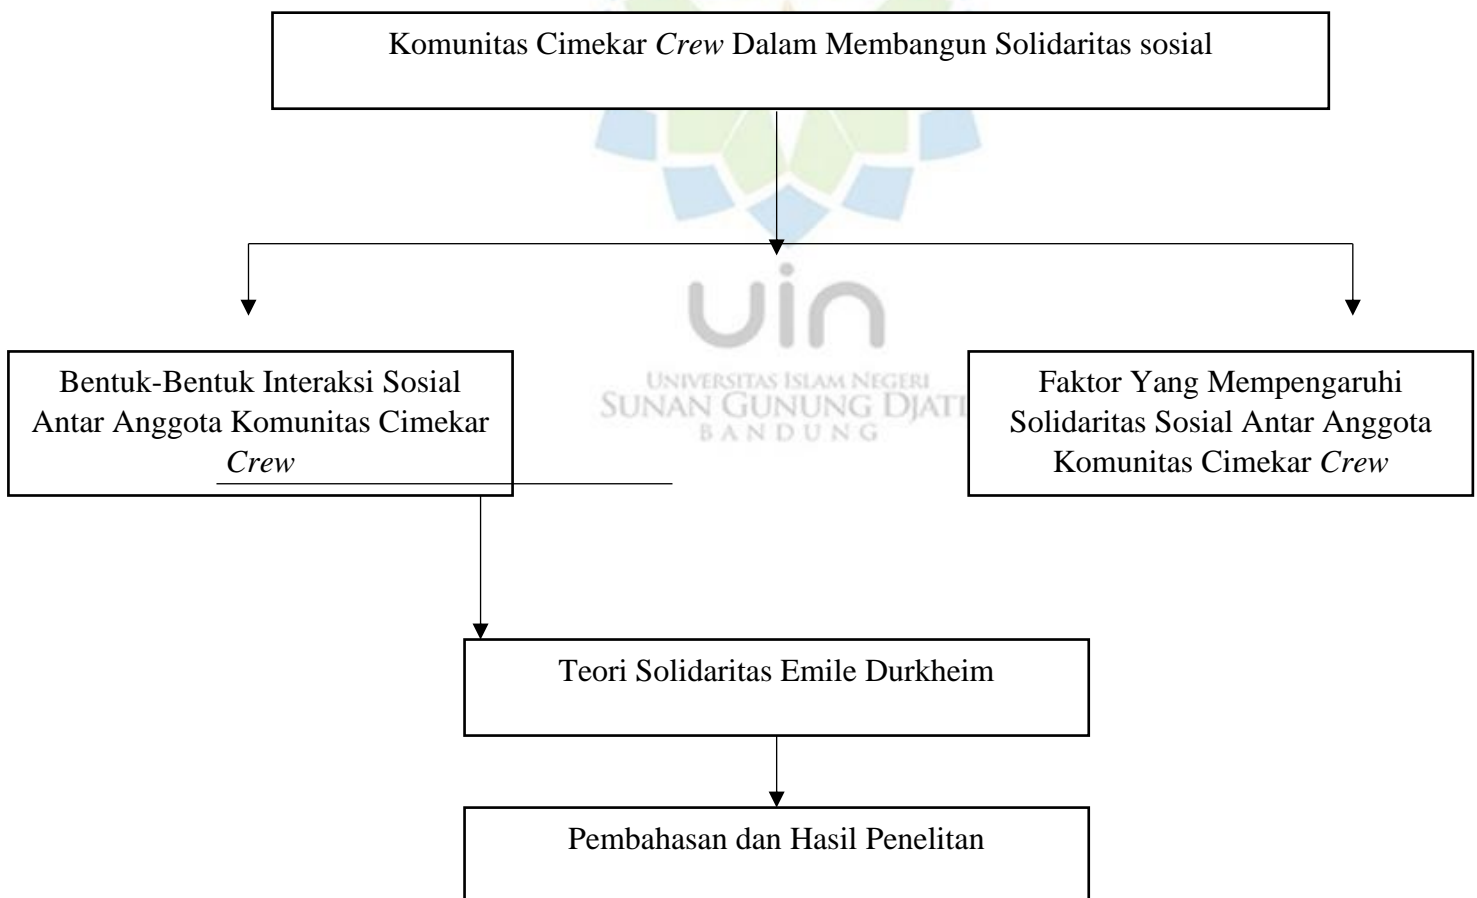 Komunitas Cimekar Crew Dalam Membangun Solidaritas sosial
uin
UNIVERSITAS ISLAM NEGERI
SUNAN GUNUNG DJATI
BANDUNG
Bentuk-Bentuk Interaksi Sosial
Antar Anggota Komunitas Cimekar
Crew
Faktor Yang Mempengaruhi
Solidaritas Sosial Antar Anggota
Komunitas Cimekar Crew
Teori Solidaritas Emile Durkheim
Pembahasan dan Hasil Penelitan